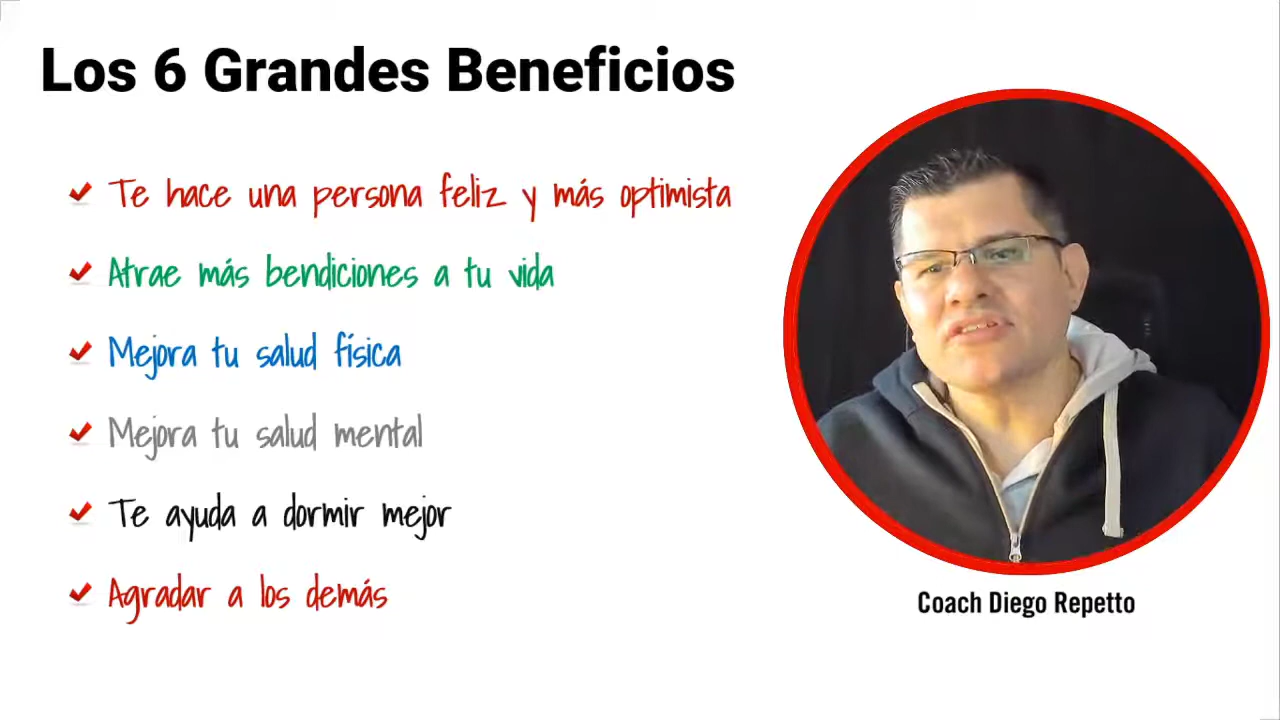 Los 6 Grandes Beneficios
Te hace una persona feliz y más optimista
Atrae más bendiciones a tu vida
Mejora tu salud física
Mejora tu salud mental
Te ayuda a dormir mejor
Agradar a los demás
Coach Diego Repetto